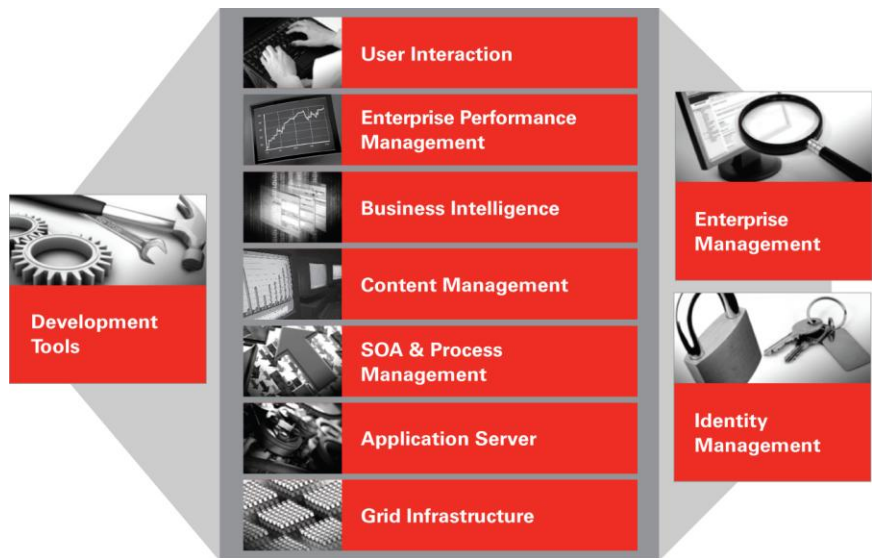 User Interaction
Enterprise Performance
Management
Business Intelligence
Content Management
SOA & Process
Management
Application Server
Grid Infrastructure
Development
Tools
Enterprise
Management
Identity
Management